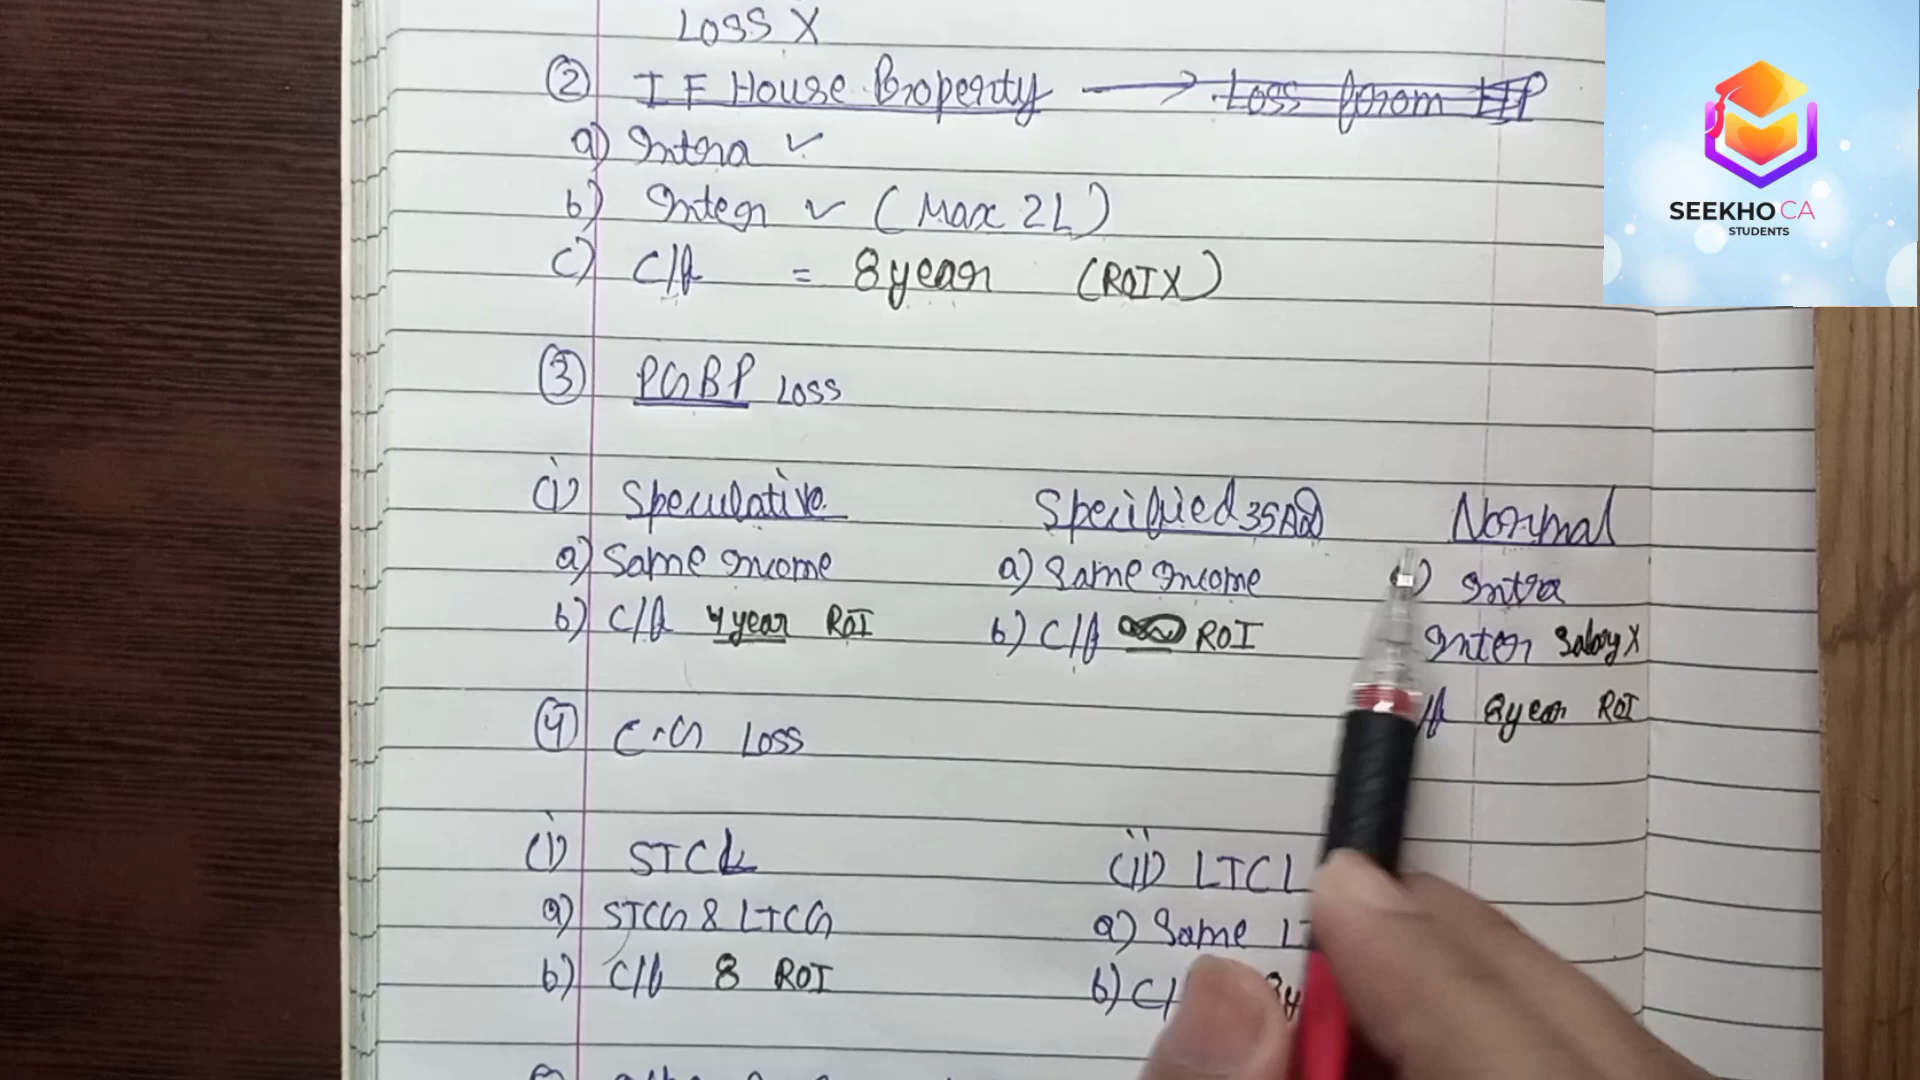 Loss X
② IF House Property → Loss from HP
a) Intra ✓
b) Inter ✓ (Max 2L)
c) C/f = 8 year (ROI X)
③ PGBP Loss
(i) Speculative Specified 35AD Normal
a) Same Income a) Same Income Intra
b) C/f 4 year ROI b) C/f ROI Inter Salary X
/f 8 year ROI
④ C.G Loss
(i) STCL (ii) LTCL
a) STCG & LTCG a) Same
b) C/f 8 ROI b) C/
SEEKHO CA
STUDENTS